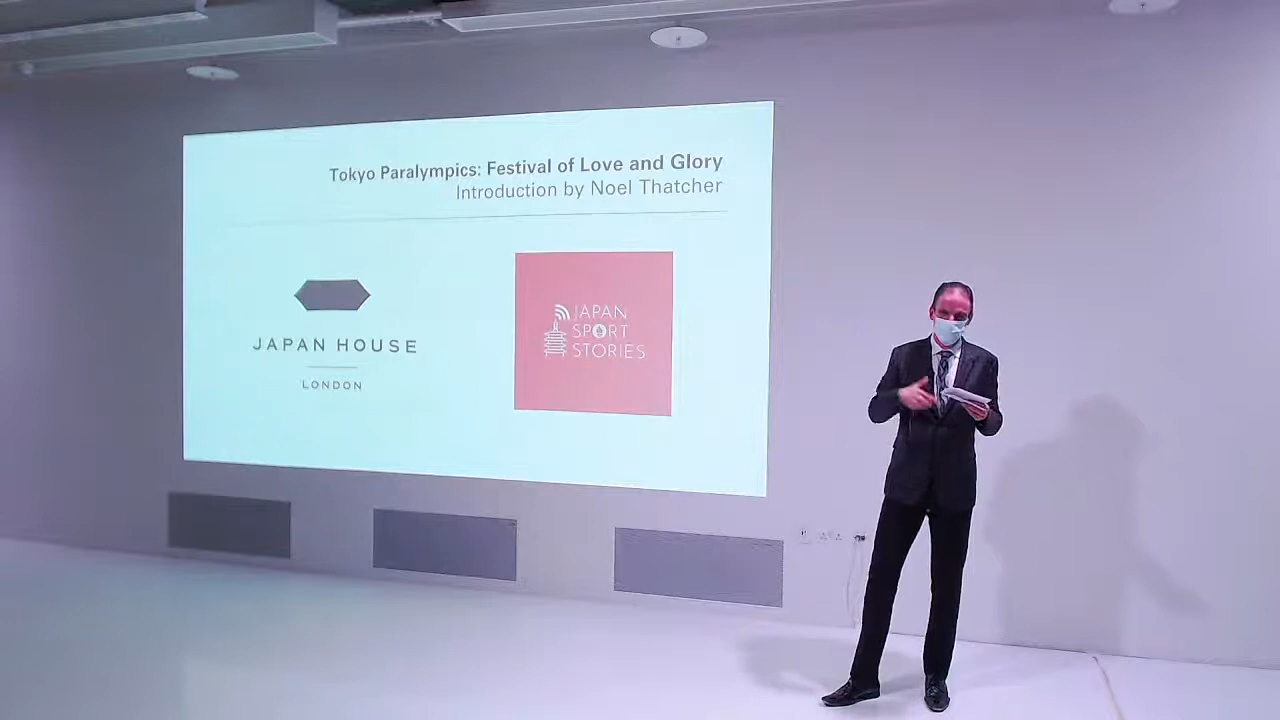 Tokyo Paralympics: Festival of Love and Glory
Introduction by Noel Thatcher
JAPAN HOUSE
LONDON
JAPAN
SPORT
STORIES